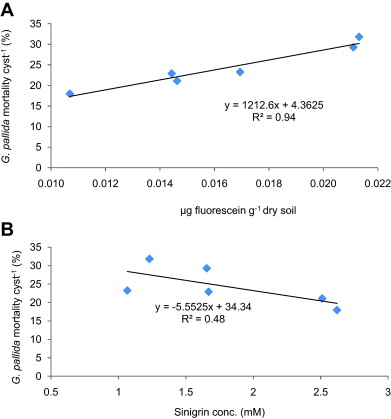 A
G. pallida mortality cyst⁻¹ (%)
35
30
25
20
15
10
5
0
y = 1212.6x + 4.3625
R² = 0.94
0.010 0.012 0.014 0.016 0.018 0.020 0.022
µg fluorescein g⁻¹ dry soil
B
G. pallida mortality cyst⁻¹ (%)
35
30
25
20
15
10
5
0
y = -5.5525x + 34.34
R² = 0.48
0.5 1 1.5 2 2.5 3
Sinigrin conc. (mM)